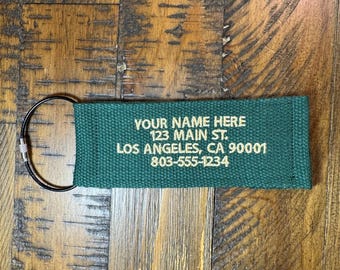 YOUR NAME HERE
123 MAIN ST.
LOS ANGELES, CA 90001
803-555-1234